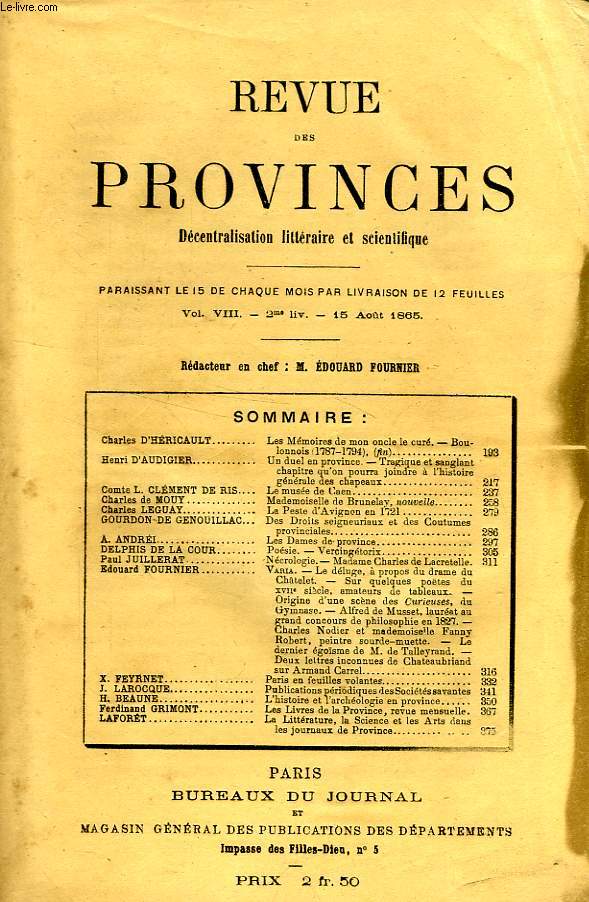 Le-livre.com
REVUE
DES
PROVINCES
Décentralisation littéraire et scientifique
PARAISSANT LE 15 DE CHAQUE MOIS PAR LIVRAISON DE 12 FEUILLES
Vol. VIII. — 2me liv. — 15 Août 1865.
Rédacteur en chef : M. ÉDOUARD FOURNIER
SOMMAIRE :
Charles D'HÉRICAULT......... Les Mémoires de mon oncle le curé. — Bou-
lonnois (1787-1794), (fin)................ 193
Henri D'AUDIGIER............ Un duel en province. — Tragique et sanglant
chapitre qu'on pourra joindre à l'histoire
générale des chapeaux................ 217
Comte L. CLÉMENT DE RIS.... Le musée de Caen.................... 237
Charles de MOUY............. Mademoiselle de Brunelay, nouvelle........ 258
Charles LEGUAY.............. La Peste d'Avignon en 1721............. 279
GOURDON DE GENOUILLAC... Des Droits seigneuriaux et des Coutumes
provinciales........................ 286
A. ANDRÉI................... Les Dames de province................. 297
DELPHIS DE LA COUR........ Poésie. — Vercingétorix................. 305
Paul JUILLERAT.............. Nécrologie. — Madame Charles de Lacretelle. 311
Edouard FOURNIER........... VARIA. — Le déluge, à propos du drame du
Châtelet. — Sur quelques poëtes du
XVIIe siècle, amateurs de tableaux. —
Origine d'une scène des Curieuses, du
Gymnase. — Alfred de Musset, lauréat au
grand concours de philosophie en 1827. —
Charles Nodier et mademoiselle Fanny
Robert, peintre sourde-muette. — Le
dernier égoïsme de M. de Talleyrand. —
Deux lettres inconnues de Chateaubriand
sur Armand Carrel..................... 316
X. FEYRNET.................. Paris en feuilles volantes................ 332
J. LAROCQUE................. Publications périodiques des Sociétés savantes 341
H. BEAUNE................... L'histoire et l'archéologie en province...... 350
Ferdinand GRIMONT.......... Les Livres de la Province, revue mensuelle. 367
LAFORÊT..................... La Littérature, la Science et les Arts dans
les journaux de Province.............. 375
PARIS
BUREAUX DU JOURNAL
ET
MAGASIN GÉNÉRAL DES PUBLICATIONS DES DÉPARTEMENTS
Impasse des Filles-Dieu, n° 5
PRIX 2 fr. 50